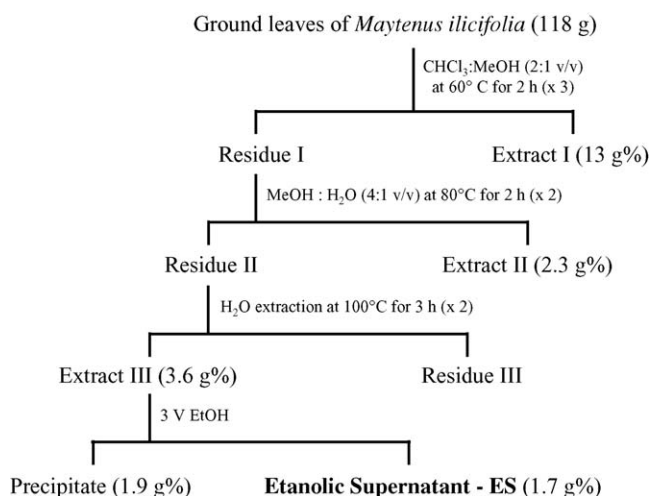 Ground leaves of Maytenus ilicifolia (118 g)
CHCl₃:MeOH (2:1 v/v)
at 60° C for 2 h (x 3)
Residue I
Extract I (13 g%)
MeOH : H₂O (4:1 v/v) at 80°C for 2 h (x 2)
Residue II
Extract II (2.3 g%)
H₂O extraction at 100°C for 3 h (x 2)
Extract III (3.6 g%)
Residue III
3 V EtOH
Precipitate (1.9 g%)
Etanolic Supernatant - ES (1.7 g%)